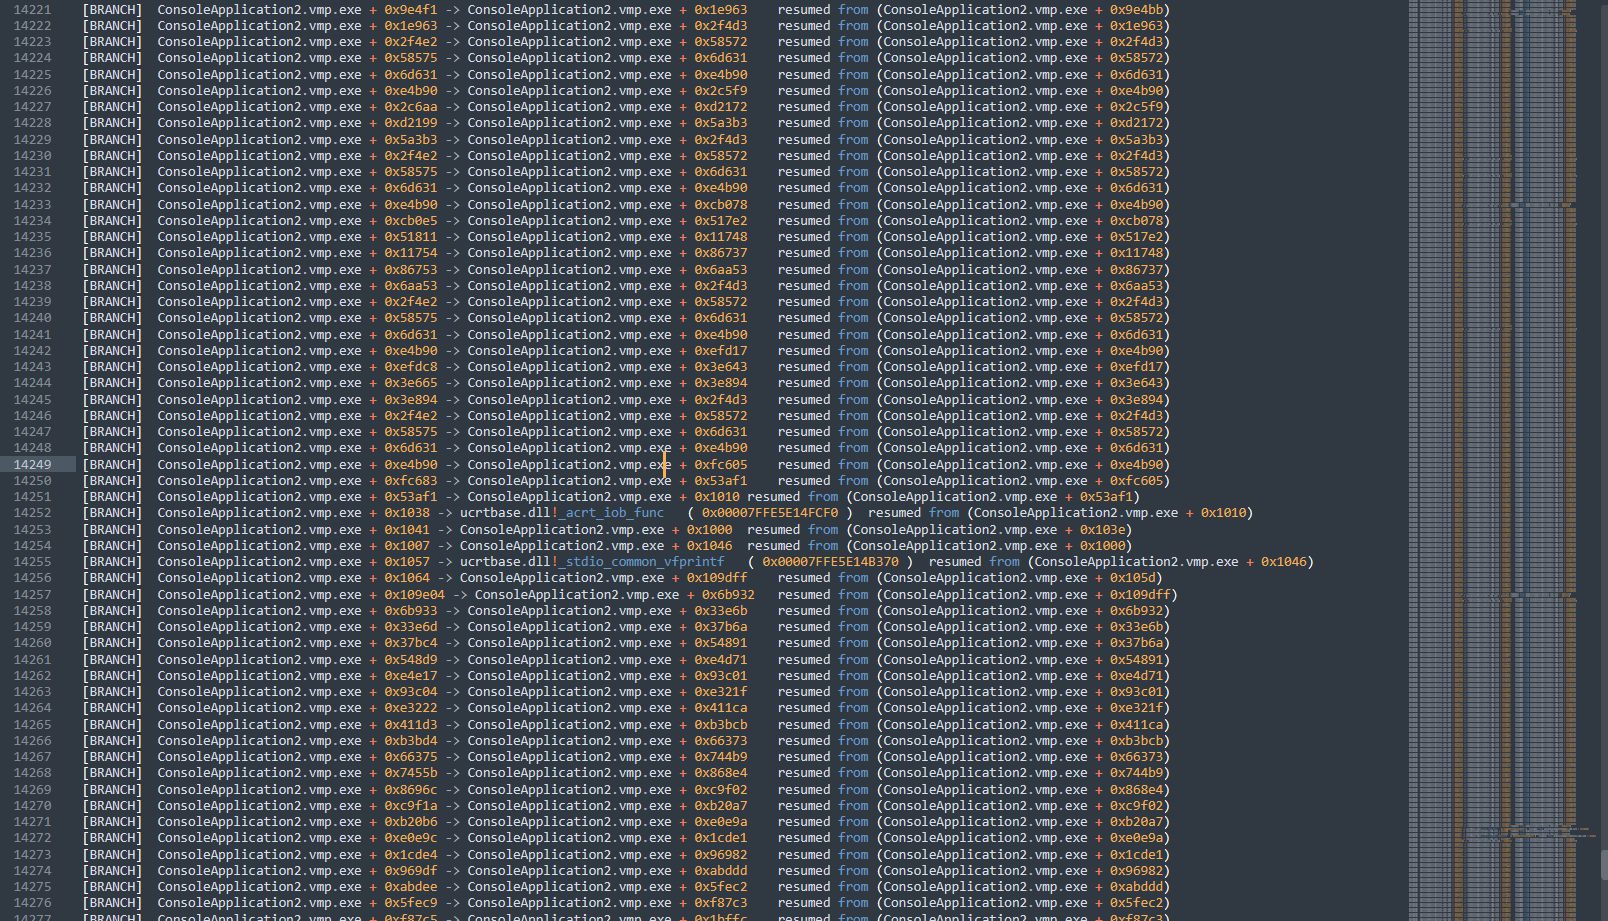 14221 [BRANCH] ConsoleApplication2.vmp.exe + 0x9e4f1 -> ConsoleApplication2.vmp.exe + 0x1e963 resumed from (ConsoleApplication2.vmp.exe + 0x9e4bb)
14222 [BRANCH] ConsoleApplication2.vmp.exe + 0x1e963 -> ConsoleApplication2.vmp.exe + 0x2f4d3 resumed from (ConsoleApplication2.vmp.exe + 0x1e963)
14223 [BRANCH] ConsoleApplication2.vmp.exe + 0x2f4e2 -> ConsoleApplication2.vmp.exe + 0x58572 resumed from (ConsoleApplication2.vmp.exe + 0x2f4d3)
14224 [BRANCH] ConsoleApplication2.vmp.exe + 0x58575 -> ConsoleApplication2.vmp.exe + 0x6d631 resumed from (ConsoleApplication2.vmp.exe + 0x58572)
14225 [BRANCH] ConsoleApplication2.vmp.exe + 0x6d631 -> ConsoleApplication2.vmp.exe + 0xe4b90 resumed from (ConsoleApplication2.vmp.exe + 0x6d631)
14226 [BRANCH] ConsoleApplication2.vmp.exe + 0xe4b90 -> ConsoleApplication2.vmp.exe + 0x2c5f9 resumed from (ConsoleApplication2.vmp.exe + 0xe4b90)
14227 [BRANCH] ConsoleApplication2.vmp.exe + 0x2c6aa -> ConsoleApplication2.vmp.exe + 0xd2172 resumed from (ConsoleApplication2.vmp.exe + 0x2c5f9)
14228 [BRANCH] ConsoleApplication2.vmp.exe + 0xd2199 -> ConsoleApplication2.vmp.exe + 0x5a3b3 resumed from (ConsoleApplication2.vmp.exe + 0xd2172)
14229 [BRANCH] ConsoleApplication2.vmp.exe + 0x5a3b3 -> ConsoleApplication2.vmp.exe + 0x2f4d3 resumed from (ConsoleApplication2.vmp.exe + 0x5a3b3)
14230 [BRANCH] ConsoleApplication2.vmp.exe + 0x2f4e2 -> ConsoleApplication2.vmp.exe + 0x58572 resumed from (ConsoleApplication2.vmp.exe + 0x2f4d3)
14231 [BRANCH] ConsoleApplication2.vmp.exe + 0x58575 -> ConsoleApplication2.vmp.exe + 0x6d631 resumed from (ConsoleApplication2.vmp.exe + 0x58572)
14232 [BRANCH] ConsoleApplication2.vmp.exe + 0x6d631 -> ConsoleApplication2.vmp.exe + 0xe4b90 resumed from (ConsoleApplication2.vmp.exe + 0x6d631)
14233 [BRANCH] ConsoleApplication2.vmp.exe + 0xe4b90 -> ConsoleApplication2.vmp.exe + 0xcb078 resumed from (ConsoleApplication2.vmp.exe + 0xe4b90)
14234 [BRANCH] ConsoleApplication2.vmp.exe + 0xcb0e5 -> ConsoleApplication2.vmp.exe + 0x517e2 resumed from (ConsoleApplication2.vmp.exe + 0xcb078)
14235 [BRANCH] ConsoleApplication2.vmp.exe + 0x51811 -> ConsoleApplication2.vmp.exe + 0x11748 resumed from (ConsoleApplication2.vmp.exe + 0x517e2)
14236 [BRANCH] ConsoleApplication2.vmp.exe + 0x11754 -> ConsoleApplication2.vmp.exe + 0x86737 resumed from (ConsoleApplication2.vmp.exe + 0x11748)
14237 [BRANCH] ConsoleApplication2.vmp.exe + 0x86753 -> ConsoleApplication2.vmp.exe + 0x6aa53 resumed from (ConsoleApplication2.vmp.exe + 0x86737)
14238 [BRANCH] ConsoleApplication2.vmp.exe + 0x6aa53 -> ConsoleApplication2.vmp.exe + 0x2f4d3 resumed from (ConsoleApplication2.vmp.exe + 0x6aa53)
14239 [BRANCH] ConsoleApplication2.vmp.exe + 0x2f4e2 -> ConsoleApplication2.vmp.exe + 0x58572 resumed from (ConsoleApplication2.vmp.exe + 0x2f4d3)
14240 [BRANCH] ConsoleApplication2.vmp.exe + 0x58575 -> ConsoleApplication2.vmp.exe + 0x6d631 resumed from (ConsoleApplication2.vmp.exe + 0x58572)
14241 [BRANCH] ConsoleApplication2.vmp.exe + 0x6d631 -> ConsoleApplication2.vmp.exe + 0xe4b90 resumed from (ConsoleApplication2.vmp.exe + 0x6d631)
14242 [BRANCH] ConsoleApplication2.vmp.exe + 0xe4b90 -> ConsoleApplication2.vmp.exe + 0xefd17 resumed from (ConsoleApplication2.vmp.exe + 0xe4b90)
14243 [BRANCH] ConsoleApplication2.vmp.exe + 0xefdc8 -> ConsoleApplication2.vmp.exe + 0x3e643 resumed from (ConsoleApplication2.vmp.exe + 0xefd17)
14244 [BRANCH] ConsoleApplication2.vmp.exe + 0x3e665 -> ConsoleApplication2.vmp.exe + 0x3e894 resumed from (ConsoleApplication2.vmp.exe + 0x3e643)
14245 [BRANCH] ConsoleApplication2.vmp.exe + 0x3e894 -> ConsoleApplication2.vmp.exe + 0x2f4d3 resumed from (ConsoleApplication2.vmp.exe + 0x3e894)
14246 [BRANCH] ConsoleApplication2.vmp.exe + 0x2f4e2 -> ConsoleApplication2.vmp.exe + 0x58572 resumed from (ConsoleApplication2.vmp.exe + 0x2f4d3)
14247 [BRANCH] ConsoleApplication2.vmp.exe + 0x58575 -> ConsoleApplication2.vmp.exe + 0x6d631 resumed from (ConsoleApplication2.vmp.exe + 0x58572)
14248 [BRANCH] ConsoleApplication2.vmp.exe + 0x6d631 -> ConsoleApplication2.vmp.exe + 0xe4b90 resumed from (ConsoleApplication2.vmp.exe + 0x6d631)
14249 [BRANCH] ConsoleApplication2.vmp.exe + 0xe4b90 -> ConsoleApplication2.vmp.exe + 0xfc605 resumed from (ConsoleApplication2.vmp.exe + 0xe4b90)
14250 [BRANCH] ConsoleApplication2.vmp.exe + 0xfc683 -> ConsoleApplication2.vmp.exe + 0x53af1 resumed from (ConsoleApplication2.vmp.exe + 0xfc605)
14251 [BRANCH] ConsoleApplication2.vmp.exe + 0x53af1 -> ConsoleApplication2.vmp.exe + 0x1010 resumed from (ConsoleApplication2.vmp.exe + 0x53af1)
14252 [BRANCH] ConsoleApplication2.vmp.exe + 0x1038 -> ucrtbase.dll!_acrt_iob_func ( 0x00007FFE5E14FCF0 ) resumed from (ConsoleApplication2.vmp.exe + 0x1010)
14253 [BRANCH] ConsoleApplication2.vmp.exe + 0x1041 -> ConsoleApplication2.vmp.exe + 0x1000 resumed from (ConsoleApplication2.vmp.exe + 0x103e)
14254 [BRANCH] ConsoleApplication2.vmp.exe + 0x1007 -> ConsoleApplication2.vmp.exe + 0x1046 resumed from (ConsoleApplication2.vmp.exe + 0x1000)
14255 [BRANCH] ConsoleApplication2.vmp.exe + 0x1057 -> ucrtbase.dll!_stdio_common_vfprintf ( 0x00007FFE5E14B370 ) resumed from (ConsoleApplication2.vmp.exe + 0x1046)
14256 [BRANCH] ConsoleApplication2.vmp.exe + 0x1064 -> ConsoleApplication2.vmp.exe + 0x109dff resumed from (ConsoleApplication2.vmp.exe + 0x105d)
14257 [BRANCH] ConsoleApplication2.vmp.exe + 0x109e04 -> ConsoleApplication2.vmp.exe + 0x6b932 resumed from (ConsoleApplication2.vmp.exe + 0x109dff)
14258 [BRANCH] ConsoleApplication2.vmp.exe + 0x6b933 -> ConsoleApplication2.vmp.exe + 0x33e6b resumed from (ConsoleApplication2.vmp.exe + 0x6b932)
14259 [BRANCH] ConsoleApplication2.vmp.exe + 0x33e6d -> ConsoleApplication2.vmp.exe + 0x37b6a resumed from (ConsoleApplication2.vmp.exe + 0x33e6b)
14260 [BRANCH] ConsoleApplication2.vmp.exe + 0x37bc4 -> ConsoleApplication2.vmp.exe + 0x54891 resumed from (ConsoleApplication2.vmp.exe + 0x37b6a)
14261 [BRANCH] ConsoleApplication2.vmp.exe + 0x548d9 -> ConsoleApplication2.vmp.exe + 0xe4d71 resumed from (ConsoleApplication2.vmp.exe + 0x54891)
14262 [BRANCH] ConsoleApplication2.vmp.exe + 0xe4e17 -> ConsoleApplication2.vmp.exe + 0x93c01 resumed from (ConsoleApplication2.vmp.exe + 0xe4d71)
14263 [BRANCH] ConsoleApplication2.vmp.exe + 0x93c04 -> ConsoleApplication2.vmp.exe + 0xe321f resumed from (ConsoleApplication2.vmp.exe + 0x93c01)
14264 [BRANCH] ConsoleApplication2.vmp.exe + 0xe3222 -> ConsoleApplication2.vmp.exe + 0x411ca resumed from (ConsoleApplication2.vmp.exe + 0xe321f)
14265 [BRANCH] ConsoleApplication2.vmp.exe + 0x411d3 -> ConsoleApplication2.vmp.exe + 0xb3bcb resumed from (ConsoleApplication2.vmp.exe + 0x411ca)
14266 [BRANCH] ConsoleApplication2.vmp.exe + 0xb3bd4 -> ConsoleApplication2.vmp.exe + 0x66373 resumed from (ConsoleApplication2.vmp.exe + 0xb3bcb)
14267 [BRANCH] ConsoleApplication2.vmp.exe + 0x66375 -> ConsoleApplication2.vmp.exe + 0x744b9 resumed from (ConsoleApplication2.vmp.exe + 0x66373)
14268 [BRANCH] ConsoleApplication2.vmp.exe + 0x7455b -> ConsoleApplication2.vmp.exe + 0x868e4 resumed from (ConsoleApplication2.vmp.exe + 0x744b9)
14269 [BRANCH] ConsoleApplication2.vmp.exe + 0x8696c -> ConsoleApplication2.vmp.exe + 0xc9f02 resumed from (ConsoleApplication2.vmp.exe + 0x868e4)
14270 [BRANCH] ConsoleApplication2.vmp.exe + 0xc9f1a -> ConsoleApplication2.vmp.exe + 0xb20a7 resumed from (ConsoleApplication2.vmp.exe + 0xc9f02)
14271 [BRANCH] ConsoleApplication2.vmp.exe + 0xb20b6 -> ConsoleApplication2.vmp.exe + 0xe0e9a resumed from (ConsoleApplication2.vmp.exe + 0xb20a7)
14272 [BRANCH] ConsoleApplication2.vmp.exe + 0xe0e9c -> ConsoleApplication2.vmp.exe + 0x1cde1 resumed from (ConsoleApplication2.vmp.exe + 0xe0e9a)
14273 [BRANCH] ConsoleApplication2.vmp.exe + 0x1cde4 -> ConsoleApplication2.vmp.exe + 0x96982 resumed from (ConsoleApplication2.vmp.exe + 0x1cde1)
14274 [BRANCH] ConsoleApplication2.vmp.exe + 0x969df -> ConsoleApplication2.vmp.exe + 0xabddd resumed from (ConsoleApplication2.vmp.exe + 0x96982)
14275 [BRANCH] ConsoleApplication2.vmp.exe + 0xabdee -> ConsoleApplication2.vmp.exe + 0x5fec2 resumed from (ConsoleApplication2.vmp.exe + 0xabddd)
14276 [BRANCH] ConsoleApplication2.vmp.exe + 0x5fec9 -> ConsoleApplication2.vmp.exe + 0xf87c3 resumed from (ConsoleApplication2.vmp.exe + 0x5fec2)
14277 [BRANCH] ConsoleApplication2.vmp.exe + 0xf87c5 -> ConsoleApplication2.vmp.exe + 0x1bffc resumed from (ConsoleApplication2.vmp.exe + 0xf87c3)